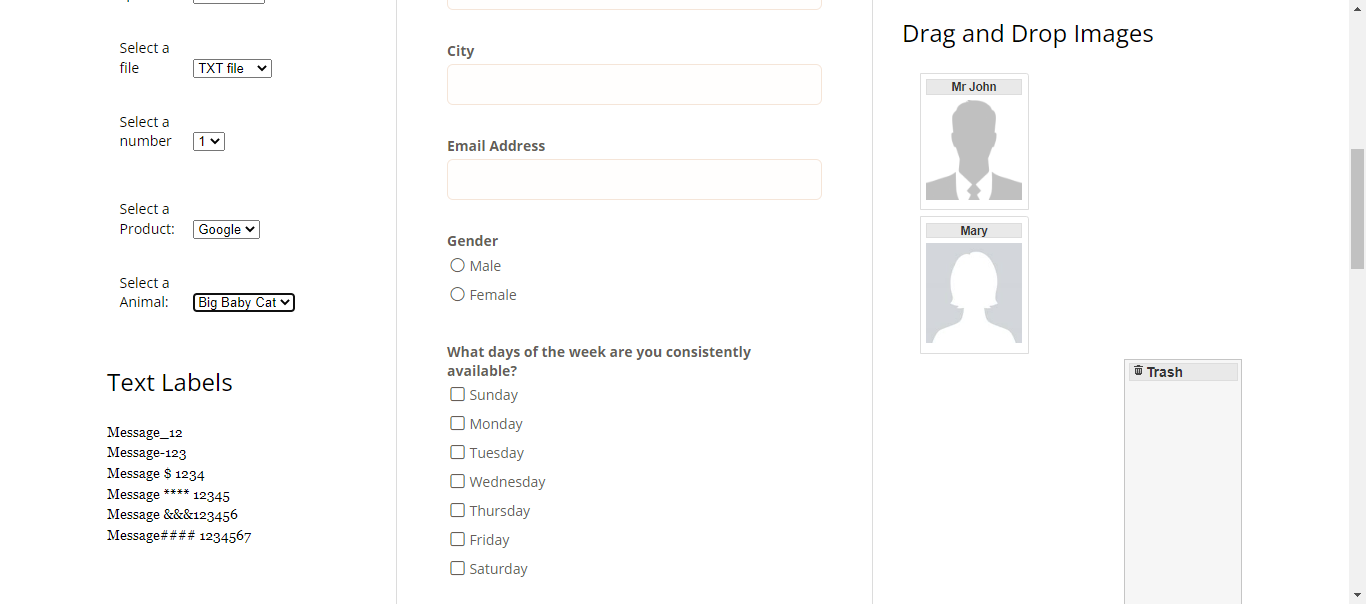 Select a
file
TXT file
Select a
number
1
Select a
Product:
Google
Select a
Animal:
Big Baby Cat
Text Labels
Message_12
Message-123
Message $ 1234
Message **** 12345
Message &&&123456
Message#### 1234567
City
Email Address
Gender
Male
Female
What days of the week are you consistently
available?
Sunday
Monday
Tuesday
Wednesday
Thursday
Friday
Saturday
Drag and Drop Images
Mr John
Mary
Trash